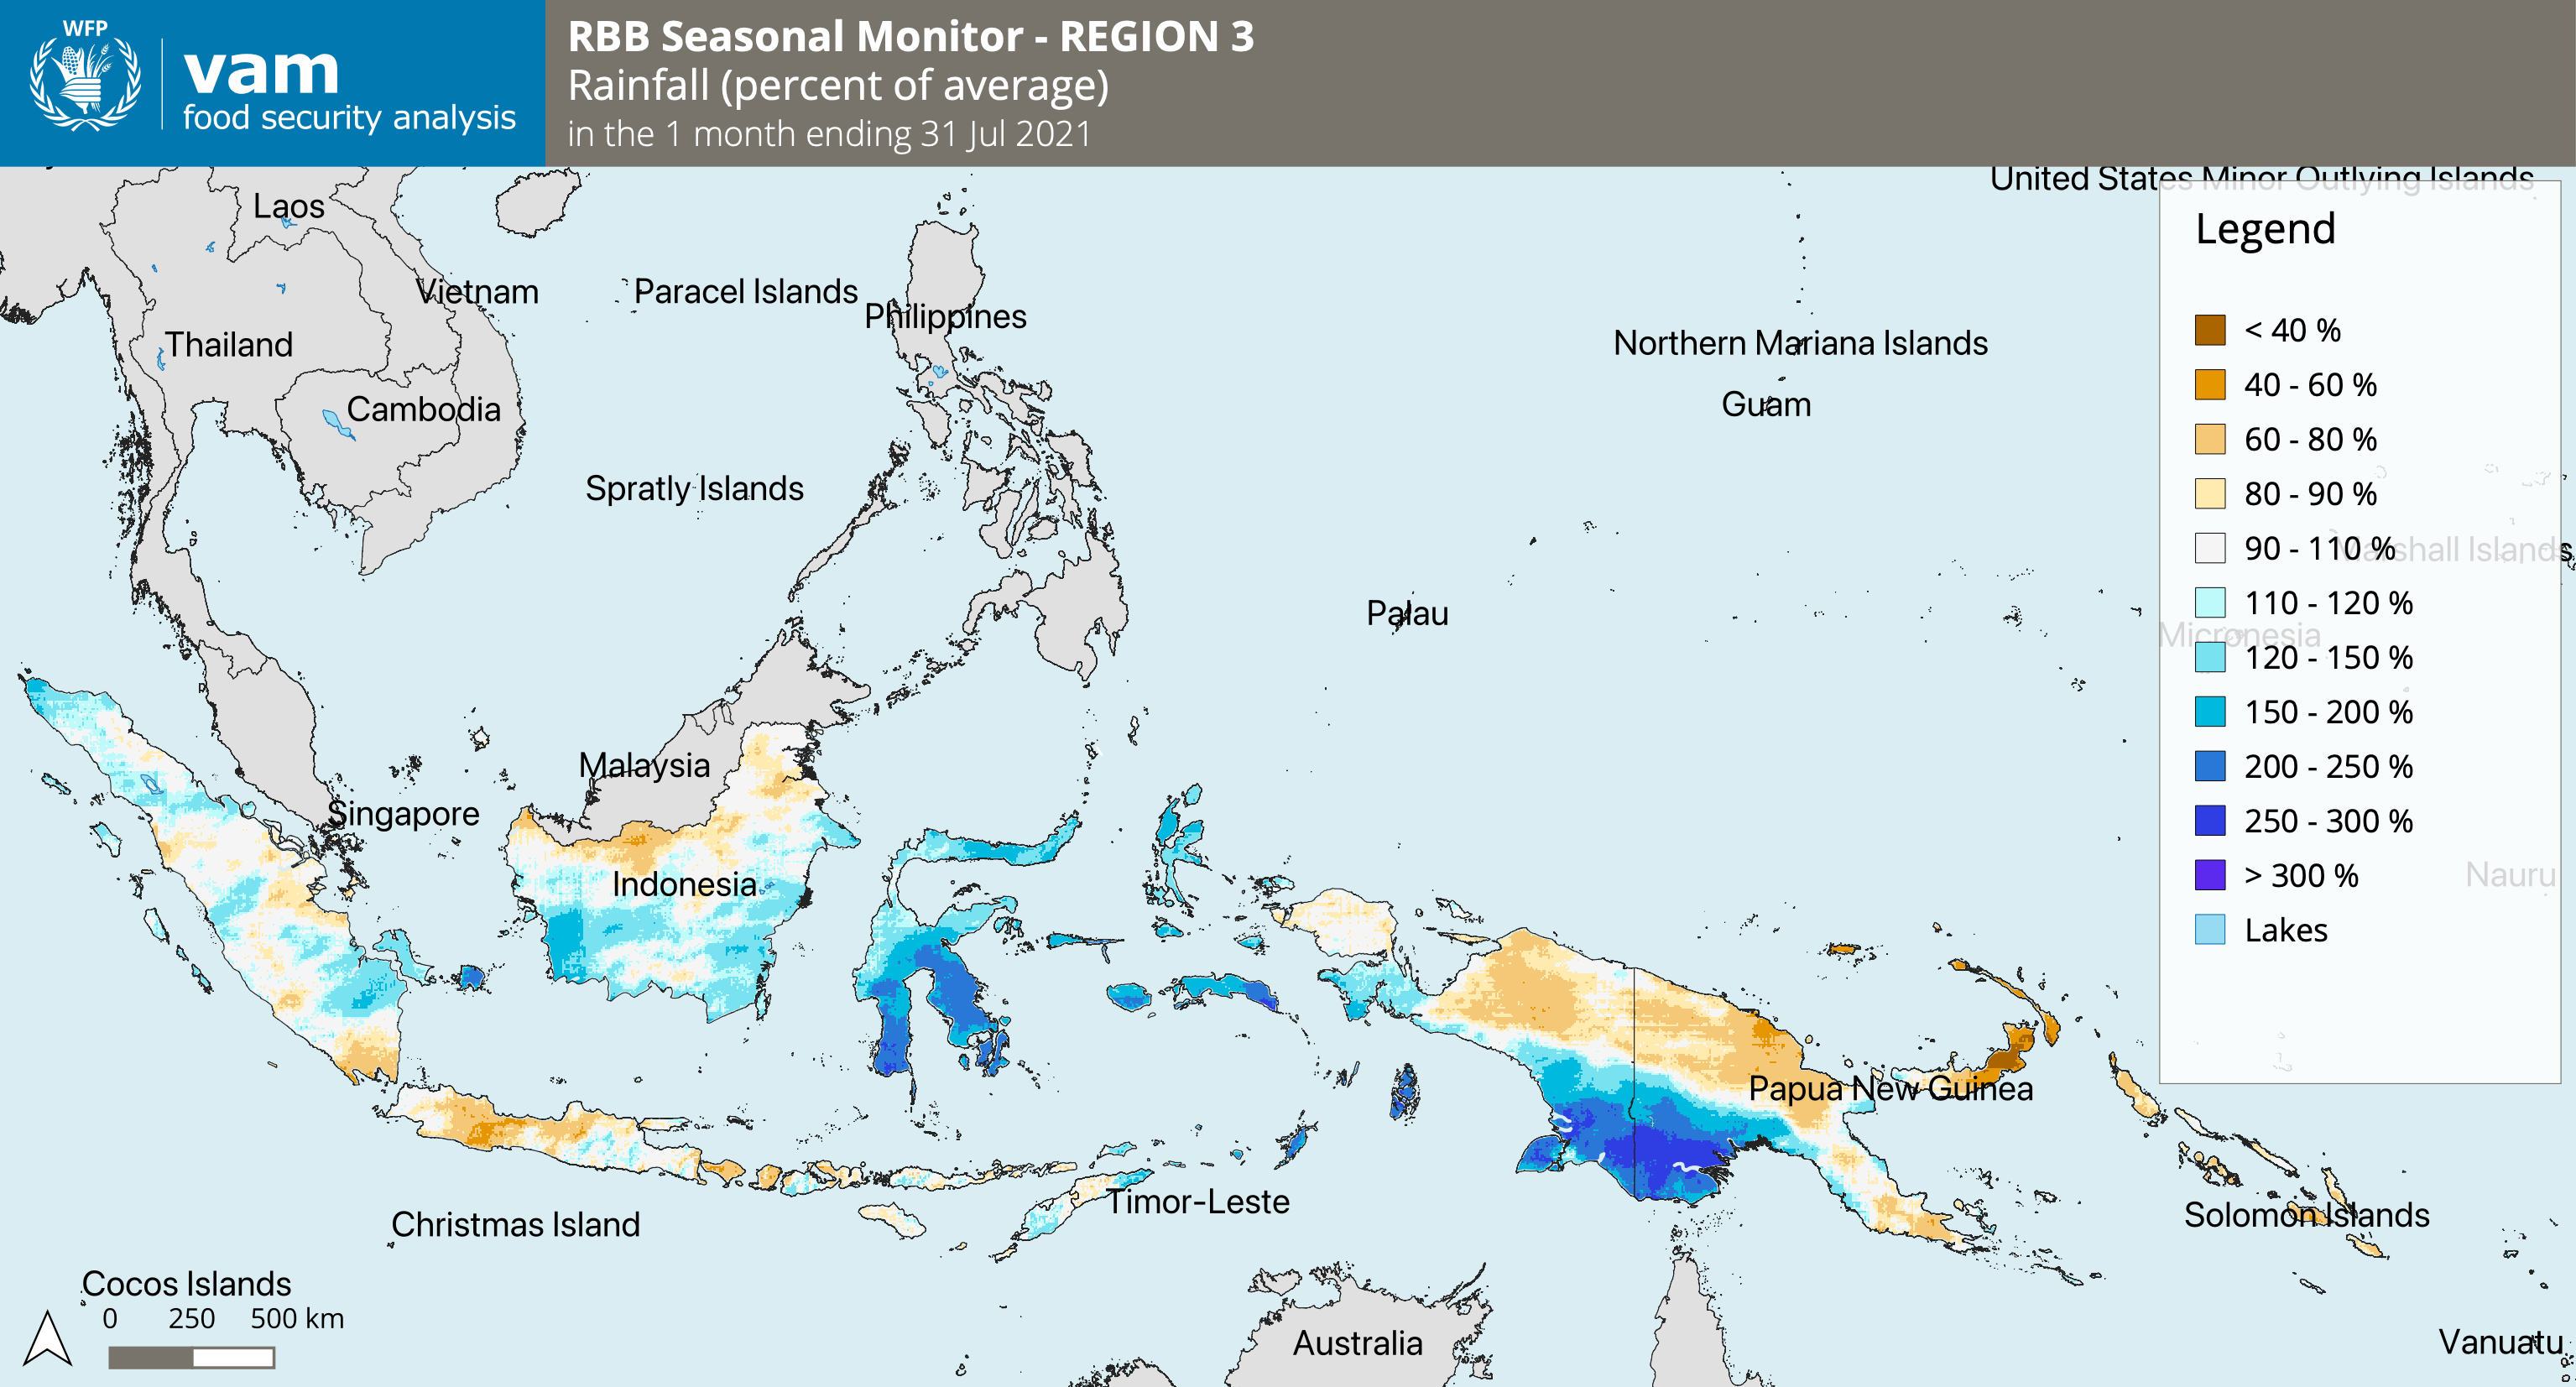 WFP
vam
food security analysis
RBB Seasonal Monitor - REGION 3
Rainfall (percent of average)
in the 1 month ending 31 Jul 2021
United States Minor Outlying Islands
Laos
Vietnam
Paracel Islands
Philippines
Thailand
Northern Mariana Islands
Cambodia
Guam
Spratly Islands
Palau
Marshall Islands
Micronesia
Malaysia
Singapore
Indonesia
Nauru
Papua New Guinea
Timor-Leste
Solomon Islands
Christmas Island
Cocos Islands
Australia
Vanuatu
Legend
< 40 %
40 - 60 %
60 - 80 %
80 - 90 %
90 - 110 %
110 - 120 %
120 - 150 %
150 - 200 %
200 - 250 %
250 - 300 %
> 300 %
Lakes
0 250 500 km